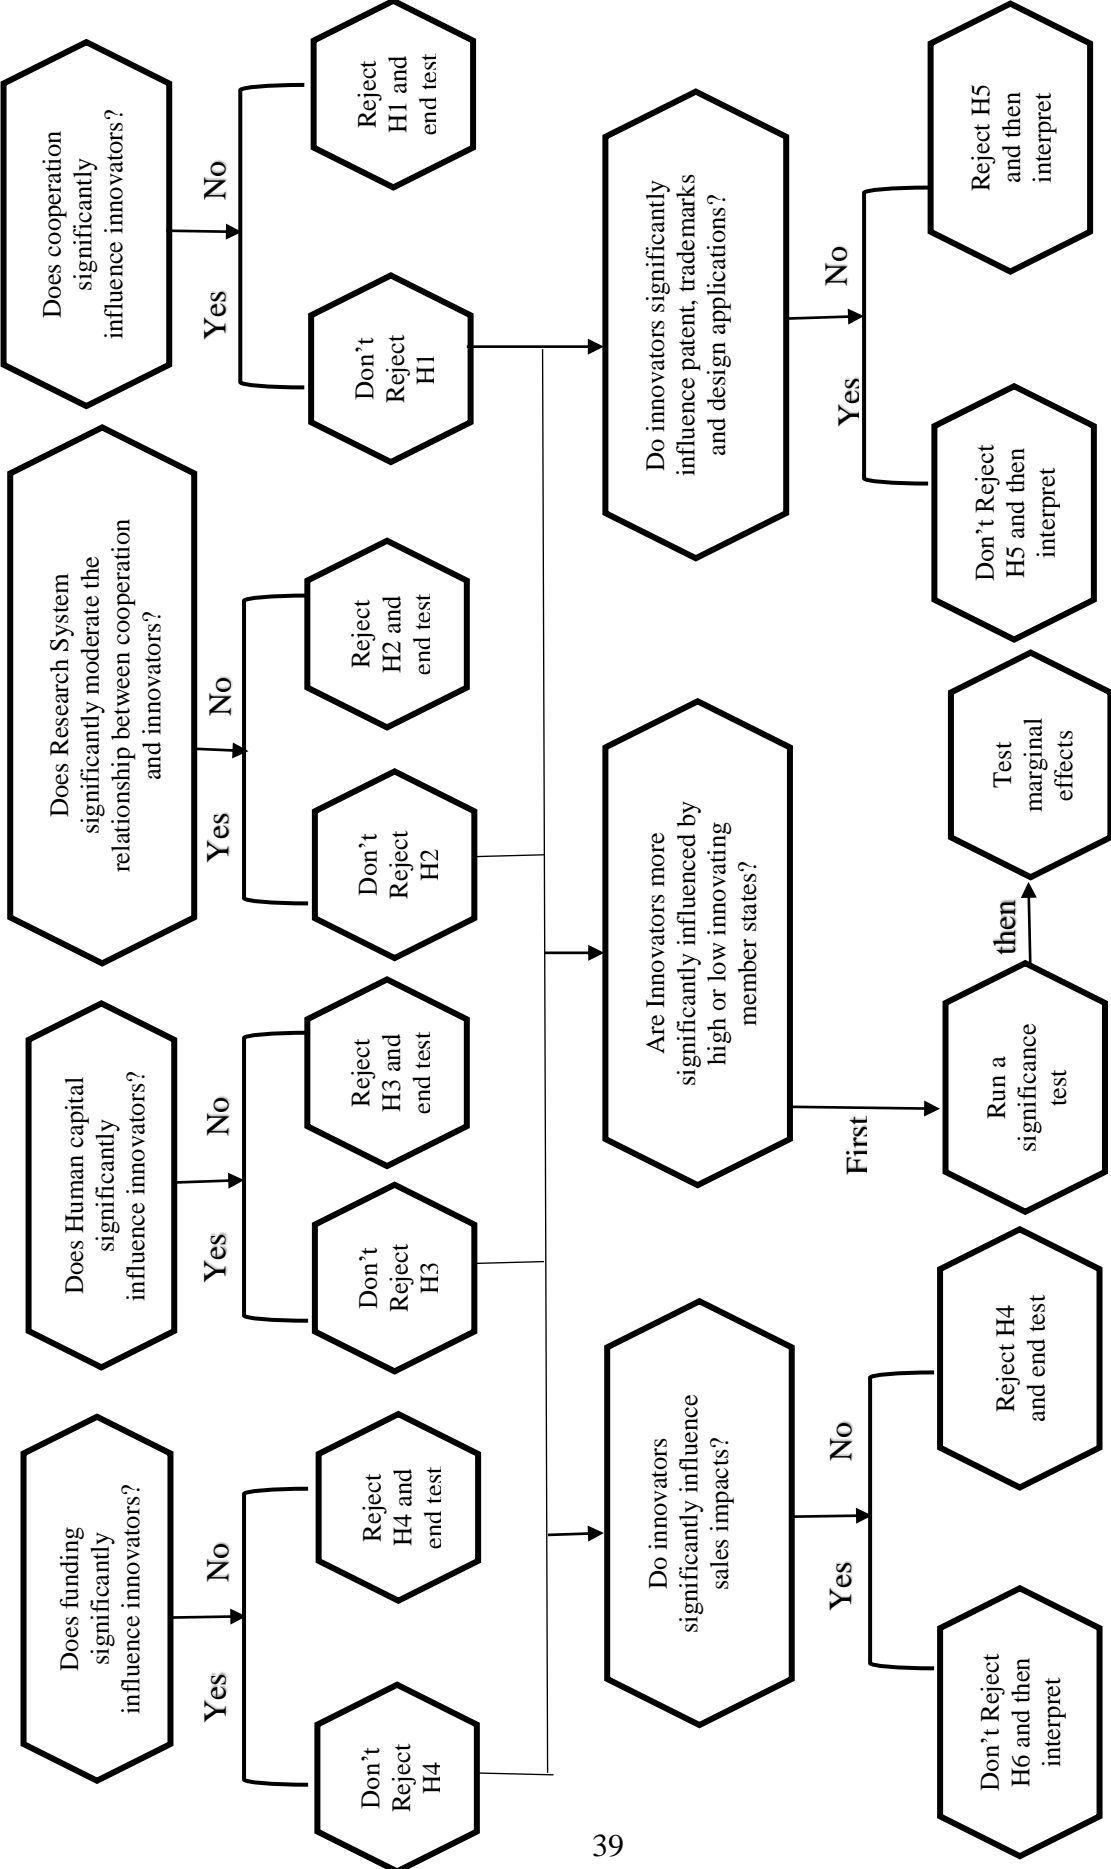 Does funding
significantly
influence innovators?
Does Human capital
significantly
influence innovators?
Does Research System
significantly moderate the
relationship between cooperation
and innovators?
Does cooperation
significantly
influence innovators?
Yes
No
Yes
No
Yes
No
Yes
No
Don't
Reject
H4
Reject
H4 and
end test
Don't
Reject
H3
Reject
H3 and
end test
Don't
Reject
H2
Reject
H2 and
end test
Don't
Reject
H1
Reject
H1 and
end test
Do innovators
significantly influence
sales impacts?
Are Innovators more
significantly influenced by
high or low innovating
member states?
Do innovators significantly
influence patent, trademarks
and design applications?
Yes
No
First
Yes
No
Don't Reject
H6 and then
interpret
Reject H4
and end test
Run a
significance
test
then
Test
marginal
effects
Don't Reject
H5 and then
interpret
Reject H5
and then
interpret
39